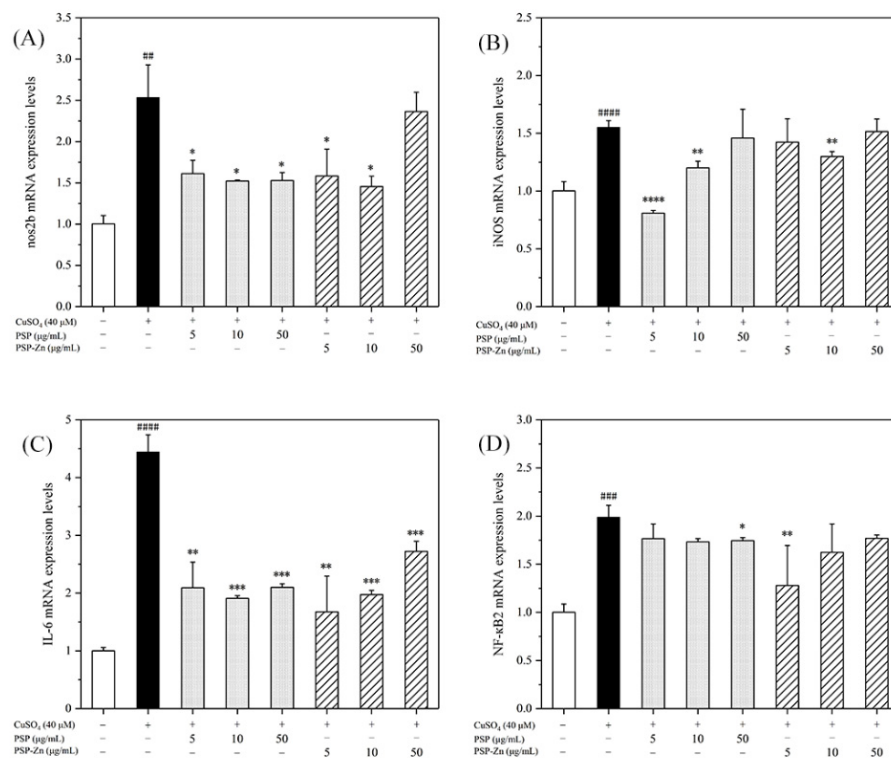 (A)
nos2b mRNA expression levels
3.5
3.0
2.5
2.0
1.5
1.0
0.5
0.0
##
* * * * *
CuSO₄ (40 μM) − + + + + + + +
PSP (μg/mL) − − 5 10 50 − − −
PSP-Zn (μg/mL) − − − − − 5 10 50
(B)
iNOS mRNA expression levels
2.5
2.0
1.5
1.0
0.5
0.0
####
**** ** **
CuSO₄ (40 μM) − + + + + + + +
PSP (μg/mL) − − 5 10 50 − − −
PSP-Zn (μg/mL) − − − − − 5 10 50
(C)
IL-6 mRNA expression levels
5
4
3
2
1
0
####
** *** *** ** *** ***
CuSO₄ (40 μM) − + + + + + + +
PSP (μg/mL) − − 5 10 50 − − −
PSP-Zn (μg/mL) − − − − − 5 10 50
(D)
NF-κB2 mRNA expression levels
3.0
2.5
2.0
1.5
1.0
0.5
0.0
###
* **
CuSO₄ (40 μM) − + + + + + + +
PSP (μg/mL) − − 5 10 50 − − −
PSP-Zn (μg/mL) − − − − − 5 10 50